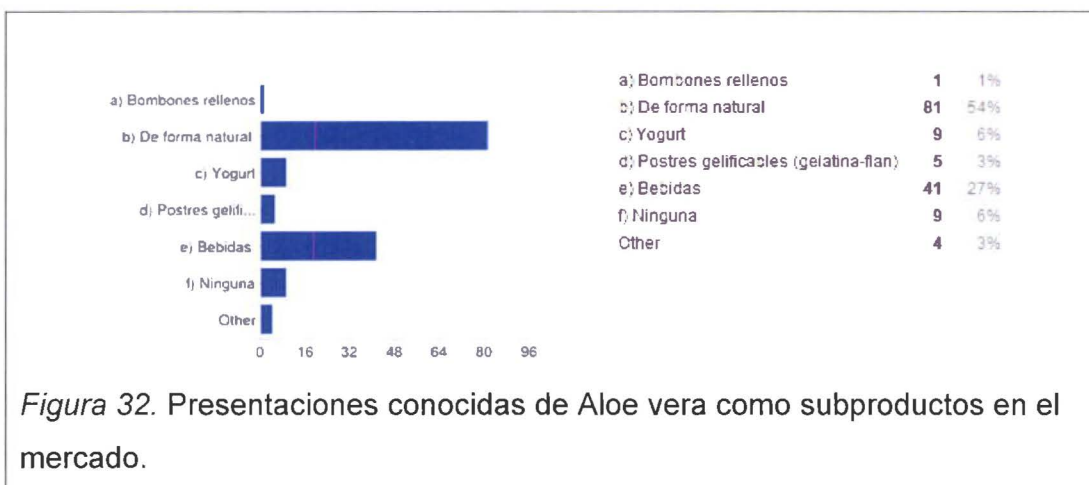 a) Bombones rellenos
b) De forma natural
c) Yogurt
d) Postres gelifi...
e) Bebidas
f) Ninguna
Other
0 16 32 48 64 80 96
a) Bombones rellenos 1 1%
b) De forma natural 81 54%
c) Yogurt 9 6%
d) Postres gelificables (gelatina-flan) 5 3%
e) Bebidas 41 27%
f) Ninguna 9 6%
Other 4 3%
Figura 32. Presentaciones conocidas de Aloe vera como subproductos en el
mercado.